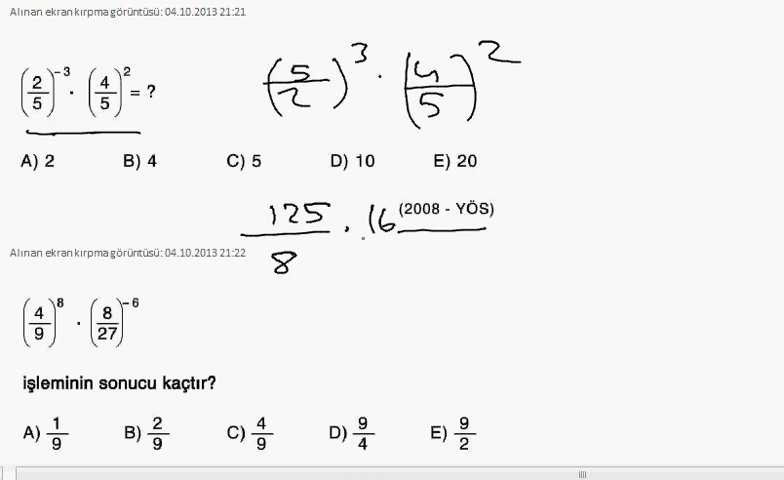 Alınan ekran kırpma görüntüsü: 04.10.2013 21:21
(2/5)^-3 · (4/5)^2 = ?
(5/2)^3 · (4/5)^2
A) 2 B) 4 C) 5 D) 10 E) 20
125/8 · 16
(2008 - YÖS)
Alınan ekran kırpma görüntüsü: 04.10.2013 21:22
(4/9)^8 · (8/27)^-6
işleminin sonucu kaçtır?
A) 1/9 B) 2/9 C) 4/9 D) 9/4 E) 9/2